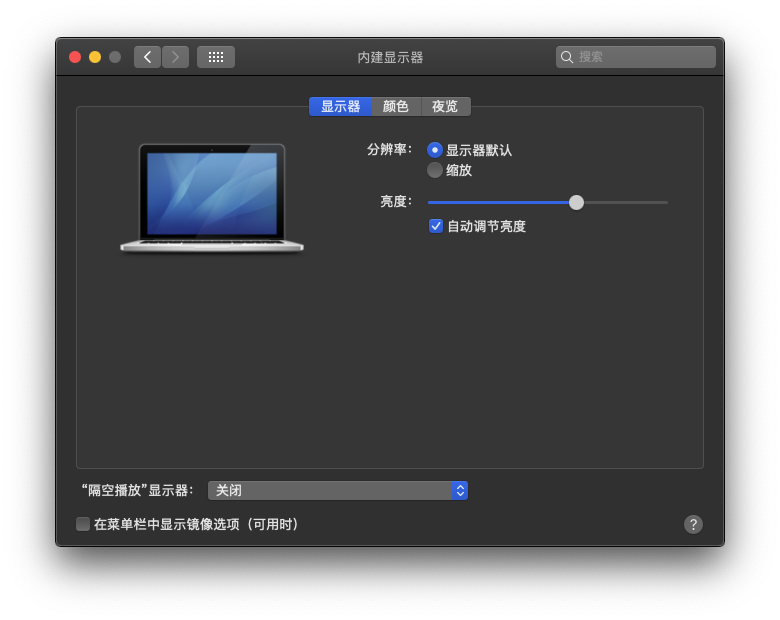 内建显示器
搜索
显示器 颜色 夜览
分辨率： 显示器默认
缩放
亮度：
自动调节亮度
“隔空播放”显示器： 关闭
在菜单栏中显示镜像选项（可用时）
?